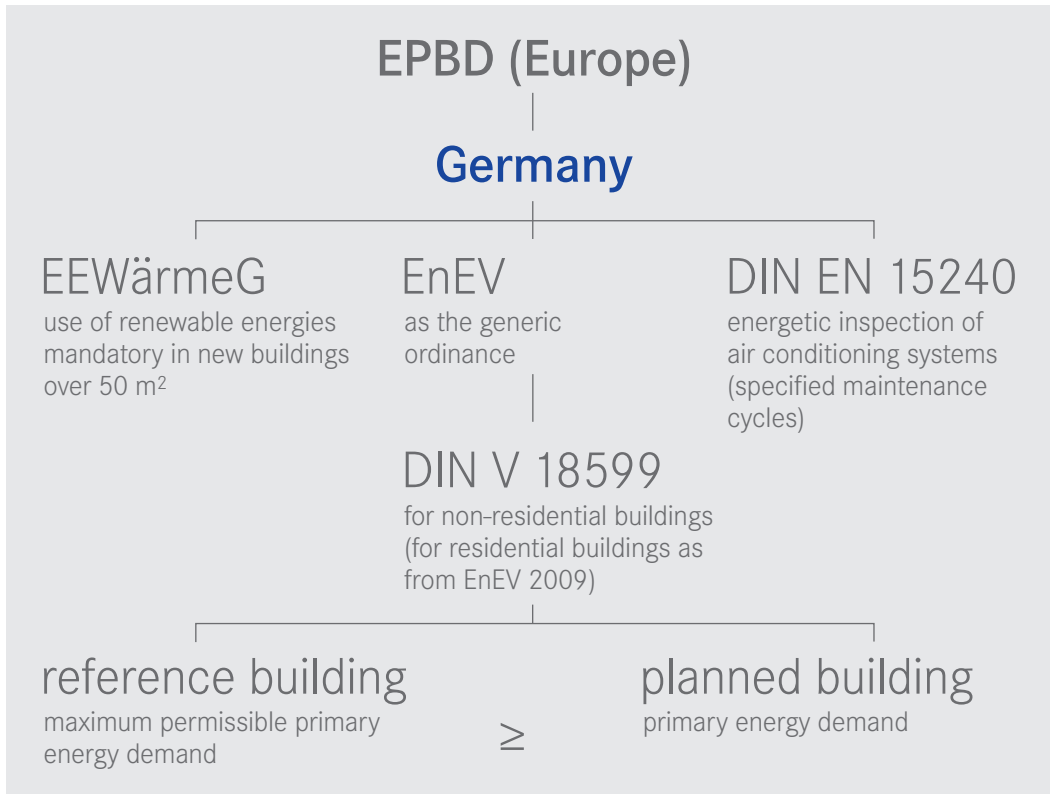 EPBD (Europe)
Germany
EEWärmeG
use of renewable energies
mandatory in new buildings
over 50 m²
EnEV
as the generic
ordinance
DIN EN 15240
energetic inspection of
air conditioning systems
(specified maintenance
cycles)
DIN V 18599
for non-residential buildings
(for residential buildings as
from EnEV 2009)
reference building
maximum permissible primary
energy demand
≥
planned building
primary energy demand